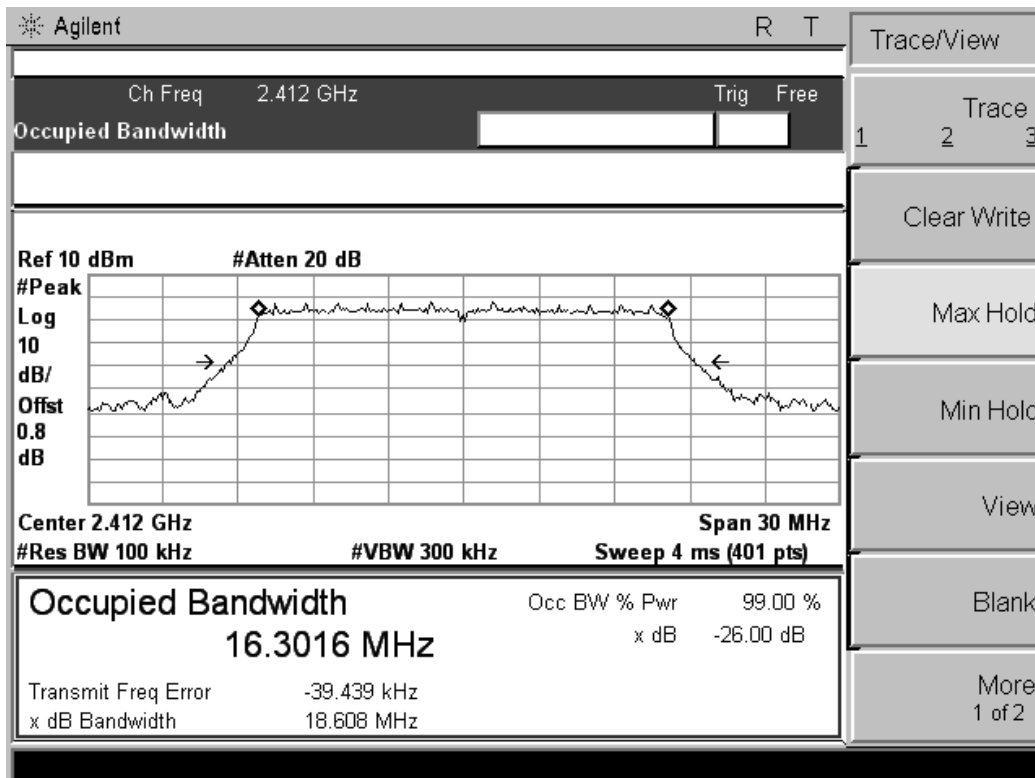 Agilent
R T
Trace/View
Ch Freq 2.412 GHz
Trig Free
Occupied Bandwidth
Trace
1 2 3
Clear Write
Max Hold
Min Hold
View
Blank
More
1 of 2
Ref 10 dBm
#Atten 20 dB
#Peak
Log
10
dB/
Offst
0.8
dB
Center 2.412 GHz
Span 30 MHz
#Res BW 100 kHz
#VBW 300 kHz
Sweep 4 ms (401 pts)
Occupied Bandwidth
16.3016 MHz
Occ BW % Pwr 99.00 %
x dB -26.00 dB
Transmit Freq Error -39.439 kHz
x dB Bandwidth 18.608 MHz